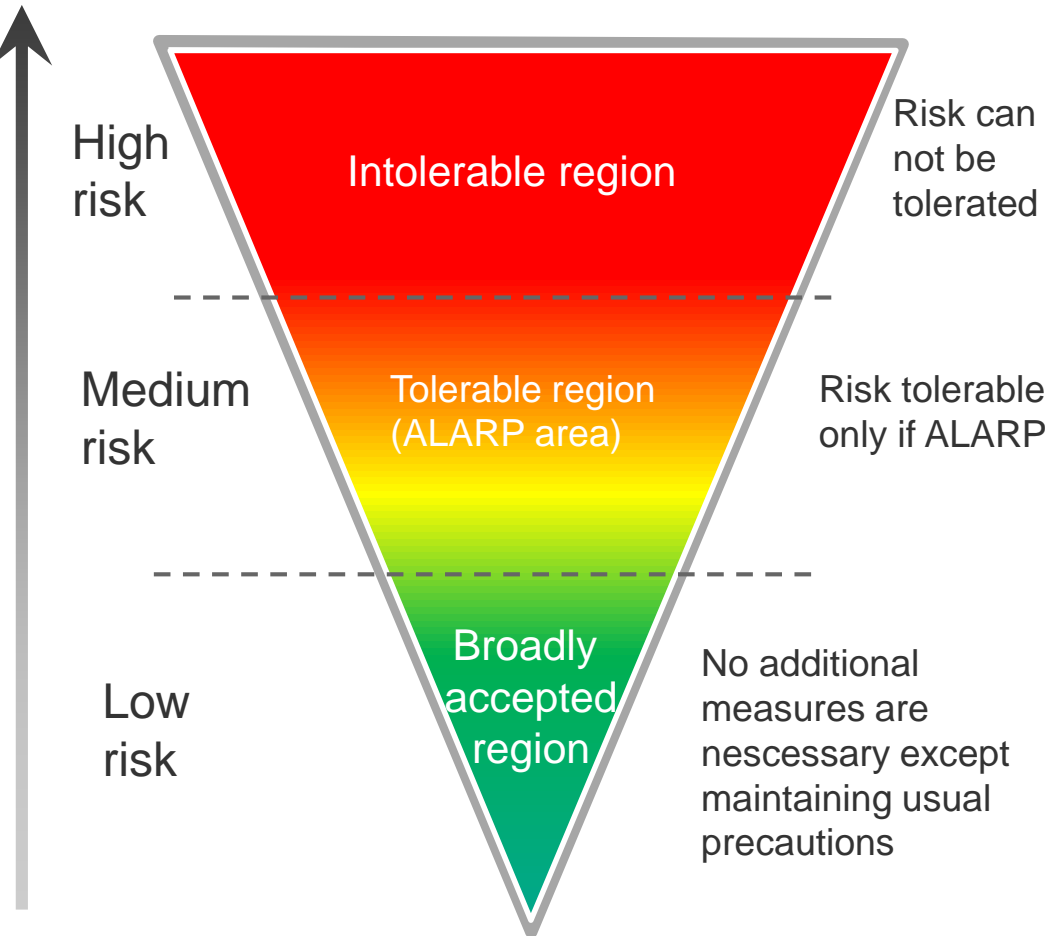 High
risk
Intolerable region
Risk can
not be
tolerated
Medium
risk
Tolerable region
(ALARP area)
Risk tolerable
only if ALARP
Low
risk
Broadly
accepted
region
No additional
measures are
nescessary except
maintaining usual
precautions